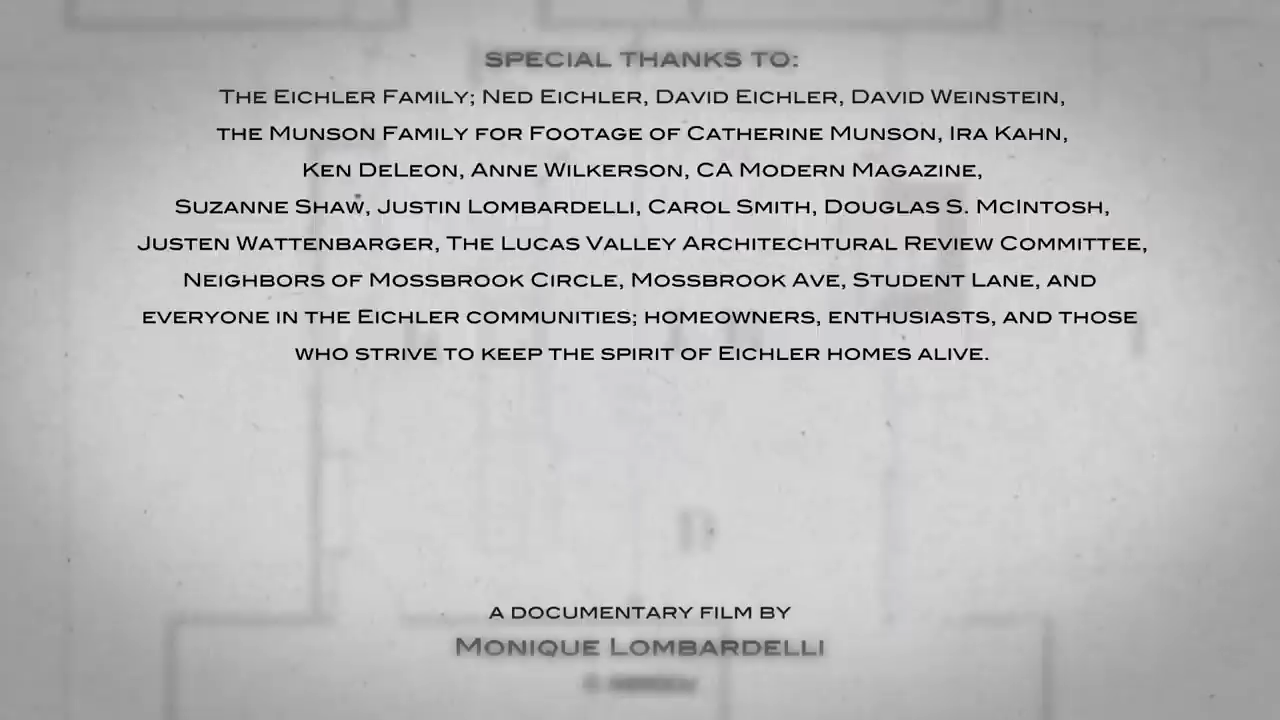 SPECIAL THANKS TO:
THE EICHLER FAMILY; NED EICHLER, DAVID EICHLER, DAVID WEINSTEIN,
THE MUNSON FAMILY FOR FOOTAGE OF CATHERINE MUNSON, IRA KAHN,
KEN DELEON, ANNE WILKERSON, CA MODERN MAGAZINE,
SUZANNE SHAW, JUSTIN LOMBARDELLI, CAROL SMITH, DOUGLAS S. MCINTOSH,
JUSTEN WATTENBARGER, THE LUCAS VALLEY ARCHITECHTURAL REVIEW COMMITTEE,
NEIGHBORS OF MOSSBROOK CIRCLE, MOSSBROOK AVE, STUDENT LANE, AND
EVERYONE IN THE EICHLER COMMUNITIES; HOMEOWNERS, ENTHUSIASTS, AND THOSE
WHO STRIVE TO KEEP THE SPIRIT OF EICHLER HOMES ALIVE.
A DOCUMENTARY FILM BY
MONIQUE LOMBARDELLI